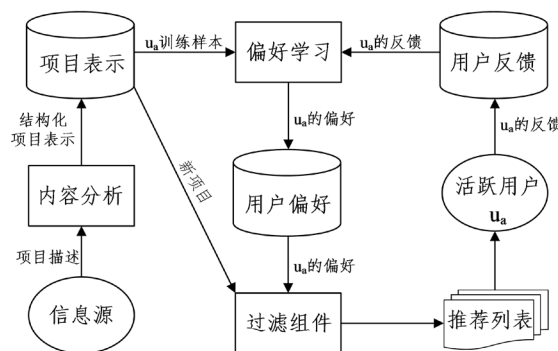 项目表示
uₐ训练样本
偏好学习
uₐ的反馈
用户反馈
结构化
项目表示
新项目
uₐ的偏好
uₐ的反馈
内容分析
用户偏好
活跃用户
uₐ
项目描述
uₐ的偏好
信息源
过滤组件
推荐列表